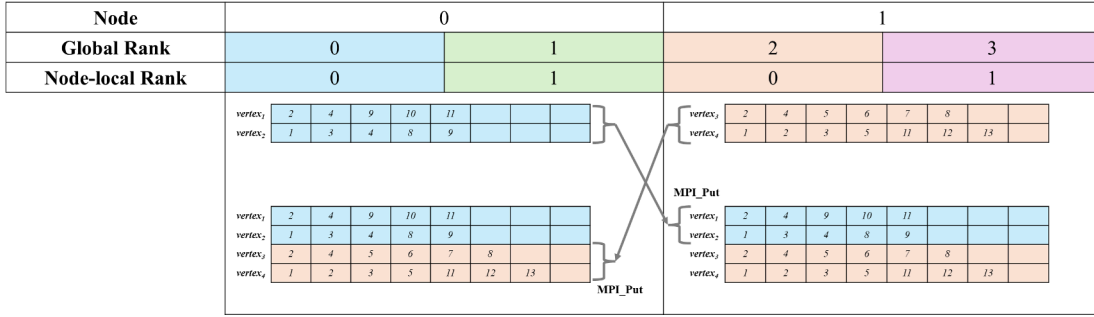 Node 0 1
Global Rank 0 1 2 3
Node-local Rank 0 1 0 1
vertex1 2 4 9 10 11
vertex2 1 3 4 8 9
vertex3 2 4 5 6 7 8
vertex4 1 2 3 5 11 12 13
MPI_Put
vertex1 2 4 9 10 11
vertex2 1 3 4 8 9
vertex3 2 4 5 6 7 8
vertex4 1 2 3 5 11 12 13
MPI_Put
vertex1 2 4 9 10 11
vertex2 1 3 4 8 9
vertex3 2 4 5 6 7 8
vertex4 1 2 3 5 11 12 13